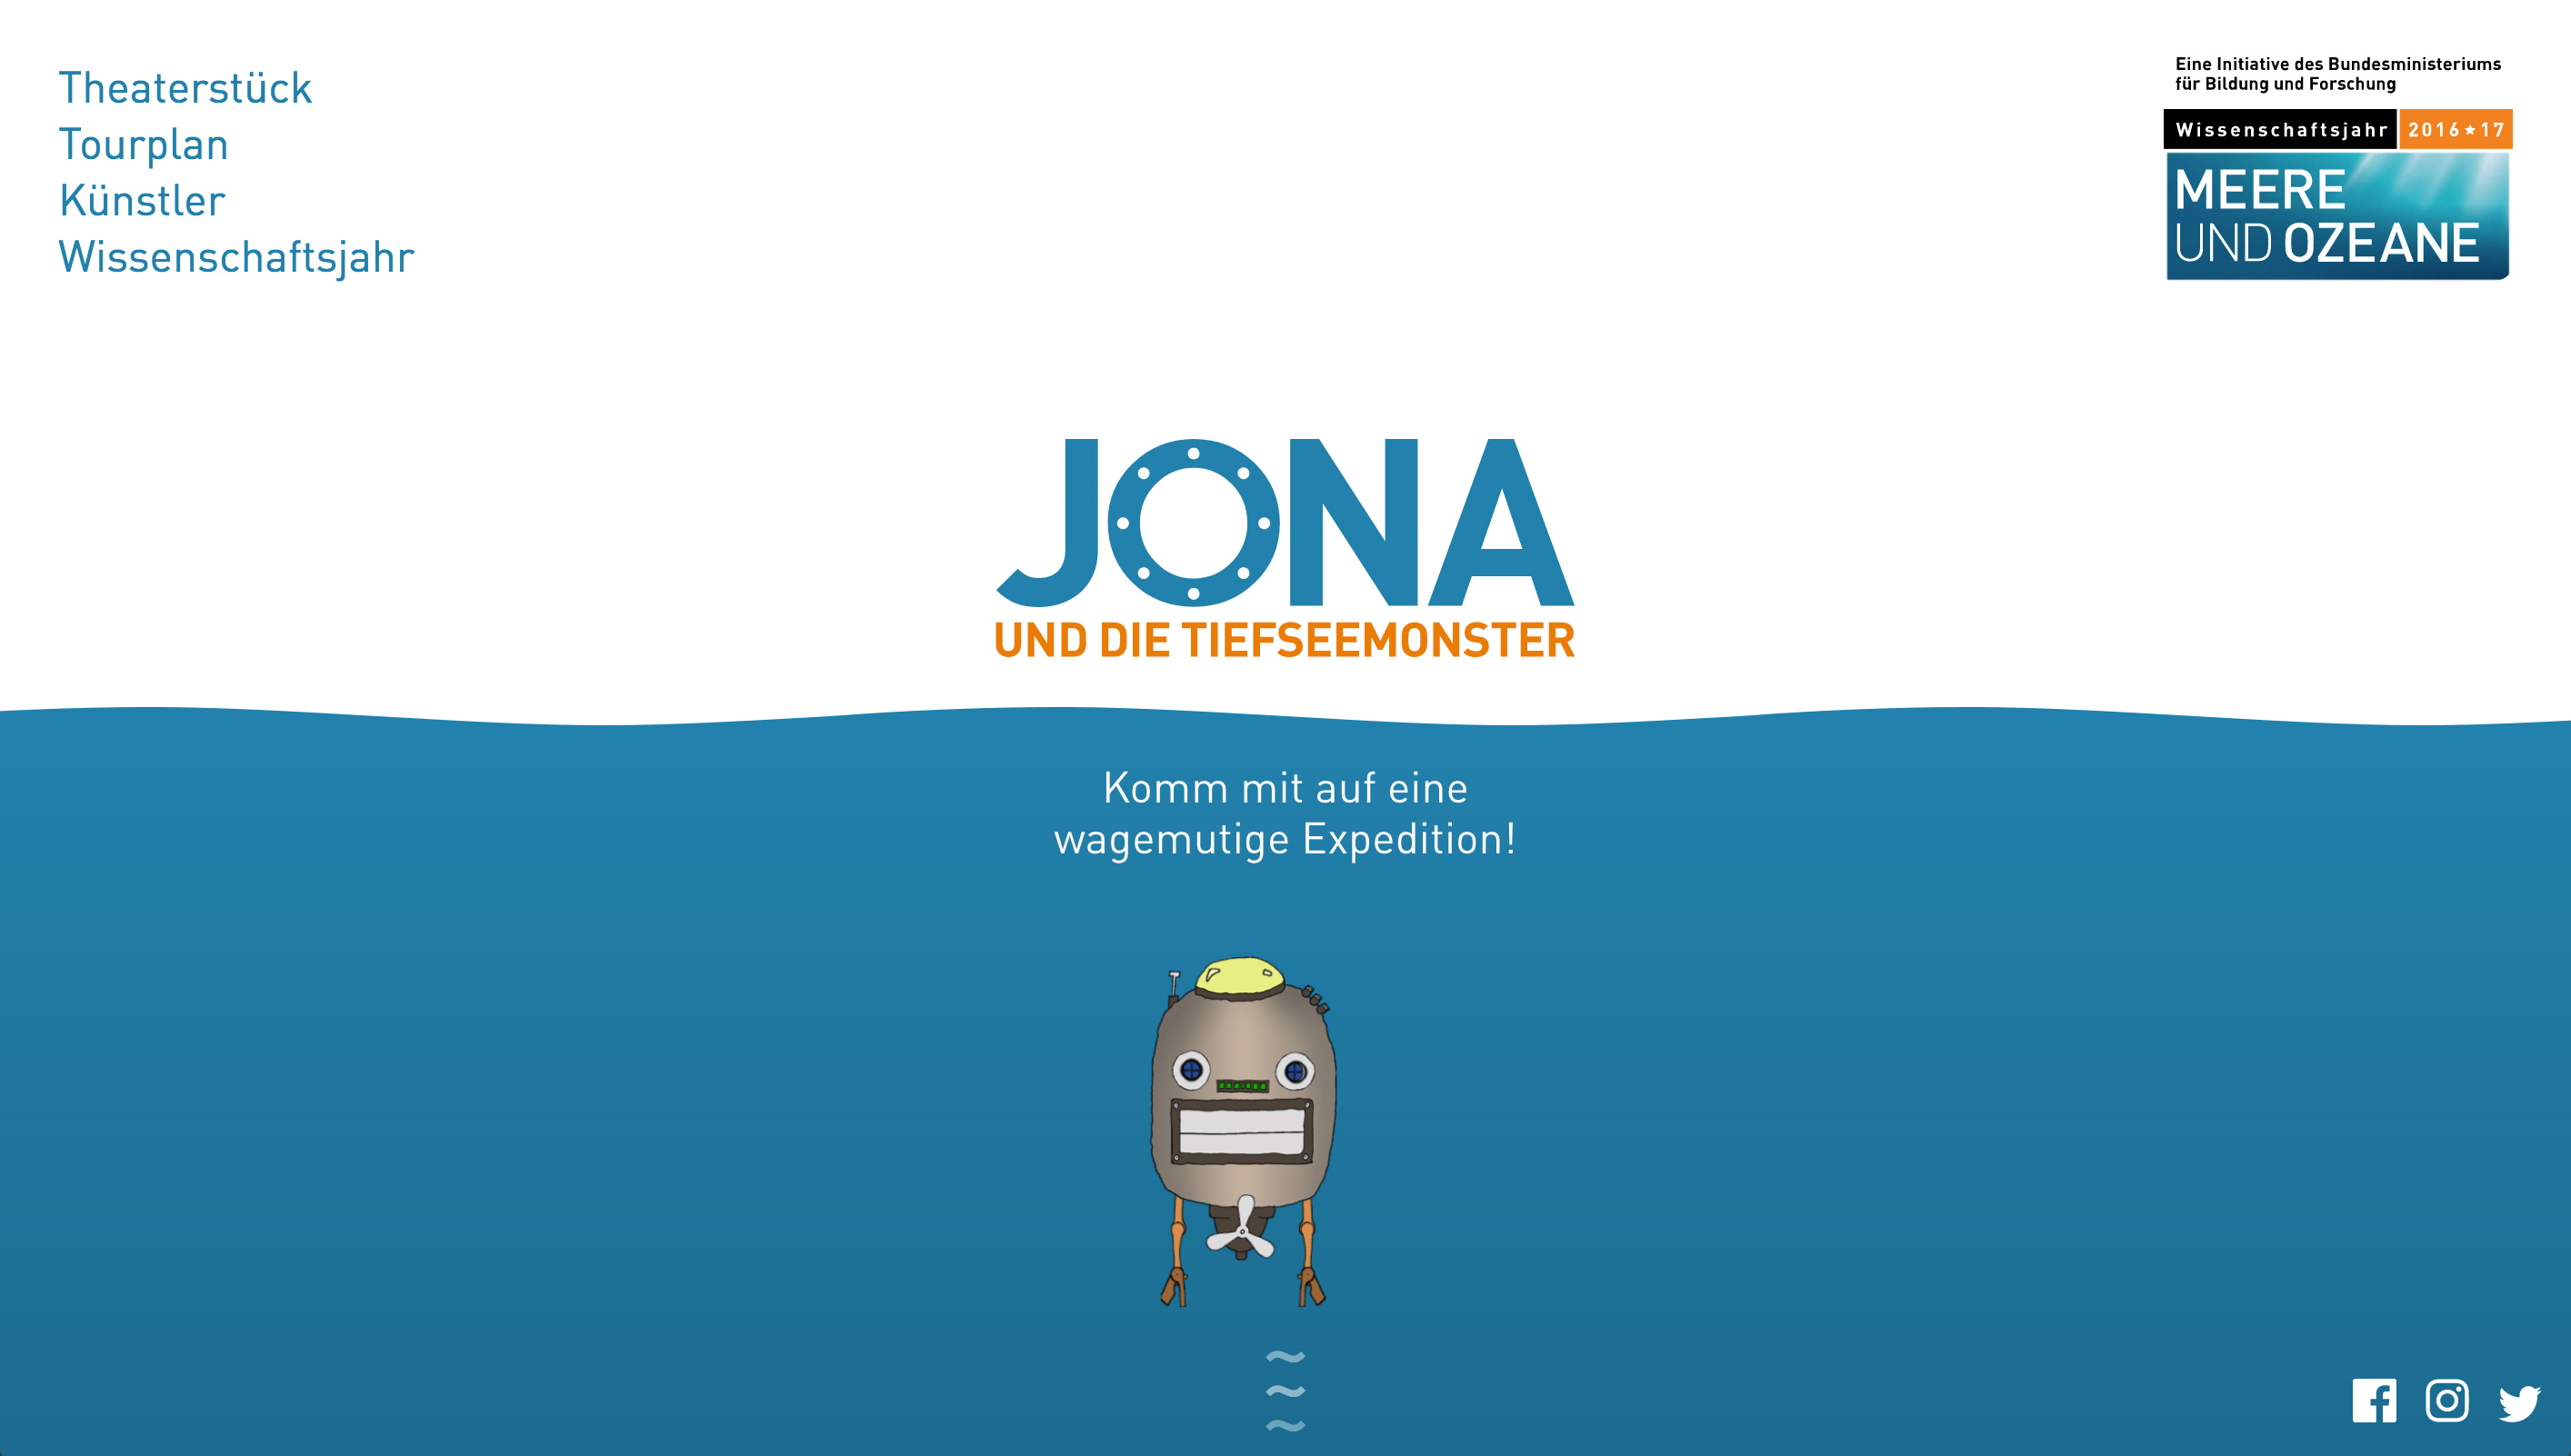 Theaterstück
Tourplan
Künstler
Wissenschaftsjahr
Eine Initiative des Bundesministeriums
für Bildung und Forschung
Wissenschaftsjahr 2016★17
MEERE
UND OZEANE
JONA
UND DIE TIEFSEEMONSTER
Komm mit auf eine
wagemutige Expedition!